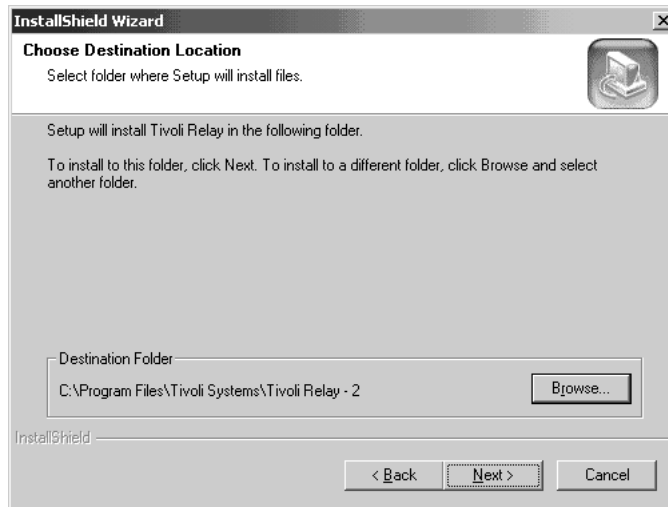 InstallShield Wizard
Choose Destination Location
Select folder where Setup will install files.
Setup will install Tivoli Relay in the following folder.
To install to this folder, click Next. To install to a different folder, click Browse and select
another folder.
Destination Folder
C:\Program Files\Tivoli Systems\Tivoli Relay - 2
Browse...
InstallShield
< Back
Next >
Cancel